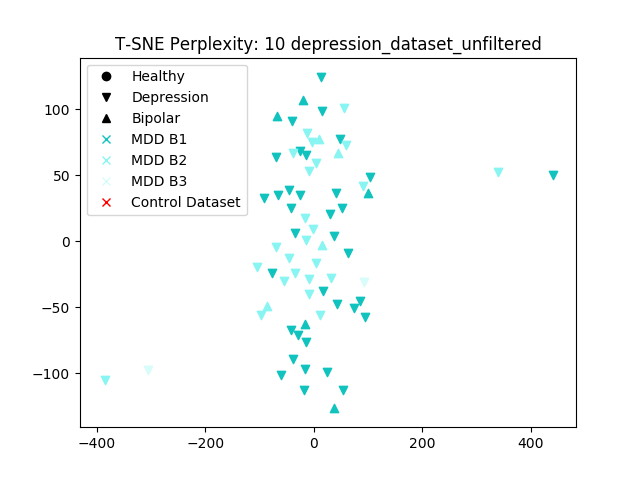 T-SNE Perplexity: 10 depression_dataset_unfiltered
Healthy
Depression
Bipolar
MDD B1
MDD B2
MDD B3
Control Dataset
100
50
0
−50
−100
−400
−200
0
200
400